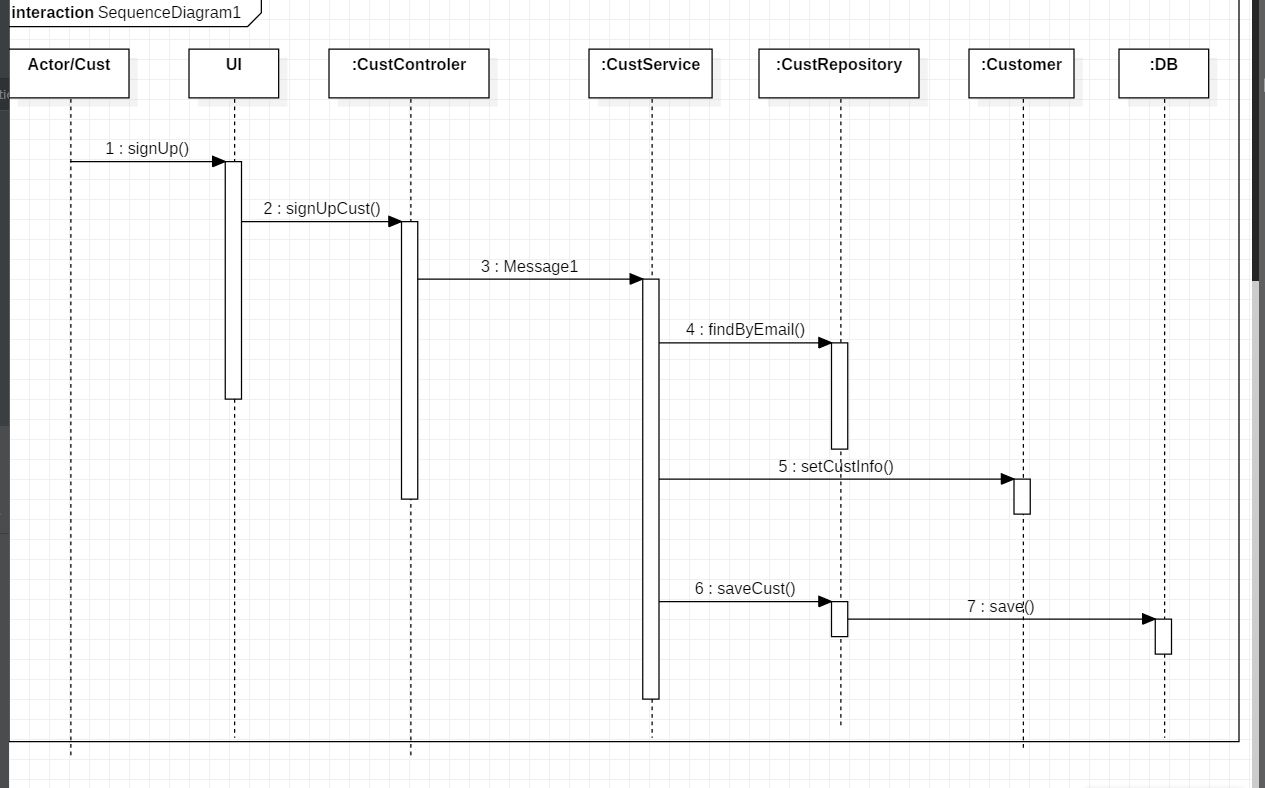 interaction SequenceDiagram1
Actor/Cust
UI
:CustControler
:CustService
:CustRepository
:Customer
:DB
1 : signUp()
2 : signUpCust()
3 : Message1
4 : findByEmail()
5 : setCustInfo()
6 : saveCust()
7 : save()